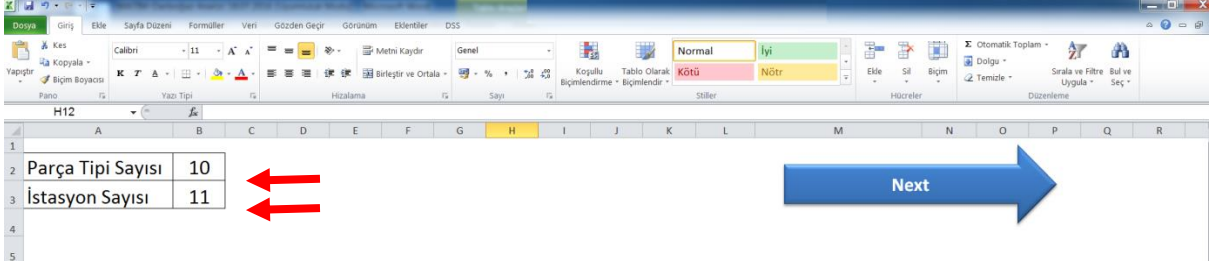 Dosya Giriş Ekle Sayfa Düzeni Formüller Veri Gözden Geçir Görünüm Eklentiler DSS
Kes
Kopyala
Biçim Boyacısı
Yapıştır
Pano
Calibri 11
K T A
Yazı Tipi
Metni Kaydır
Birleştir ve Ortala
Hizalama
Genel
%
Sayı
Koşullu Biçimlendirme
Tablo Olarak Biçimlendir
Normal İyi
Kötü Nötr
Stiller
Ekle Sil Biçim
Hücreler
Σ Otomatik Toplam
Dolgu
Temizle
Sırala ve Filtre Uygula
Bul ve Seç
Düzenleme
H12 fx
A B C D E F G H I J K L M N O P Q R
1
2 Parça Tipi Sayısı 10
3 İstasyon Sayısı 11
4
5
Next